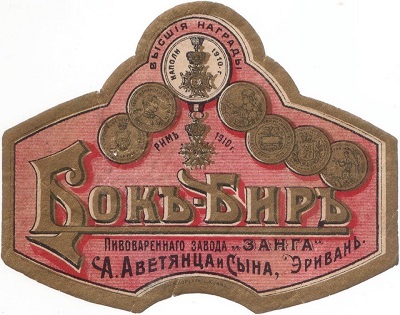 ВЫСШІЯ НАГРАДЫ
НАПОЛИ 1910 г.
РИМЪ 1910 г.
БОКЪ-БИРЪ
ПИВОВАРЕННАГО ЗАВОДА „ЗАНГА“
А. АВЕТЯНЦА и СЫНА, ЭРИВАНЬ.